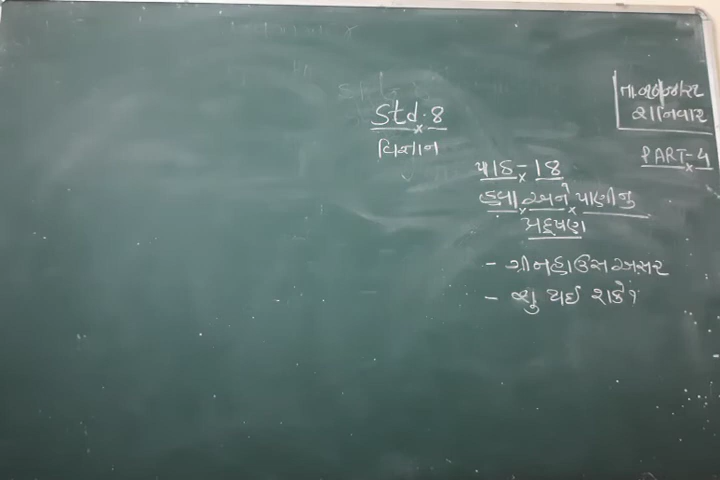 Std. 8
વિજ્ઞાન
તા.
શનિવાર
PART-4
પાઠ-18
હવા અને પાણીનુ
પ્રદૂષણ
- ગ્રીનહાઉસ અસર
- શુ થઈ શકે?